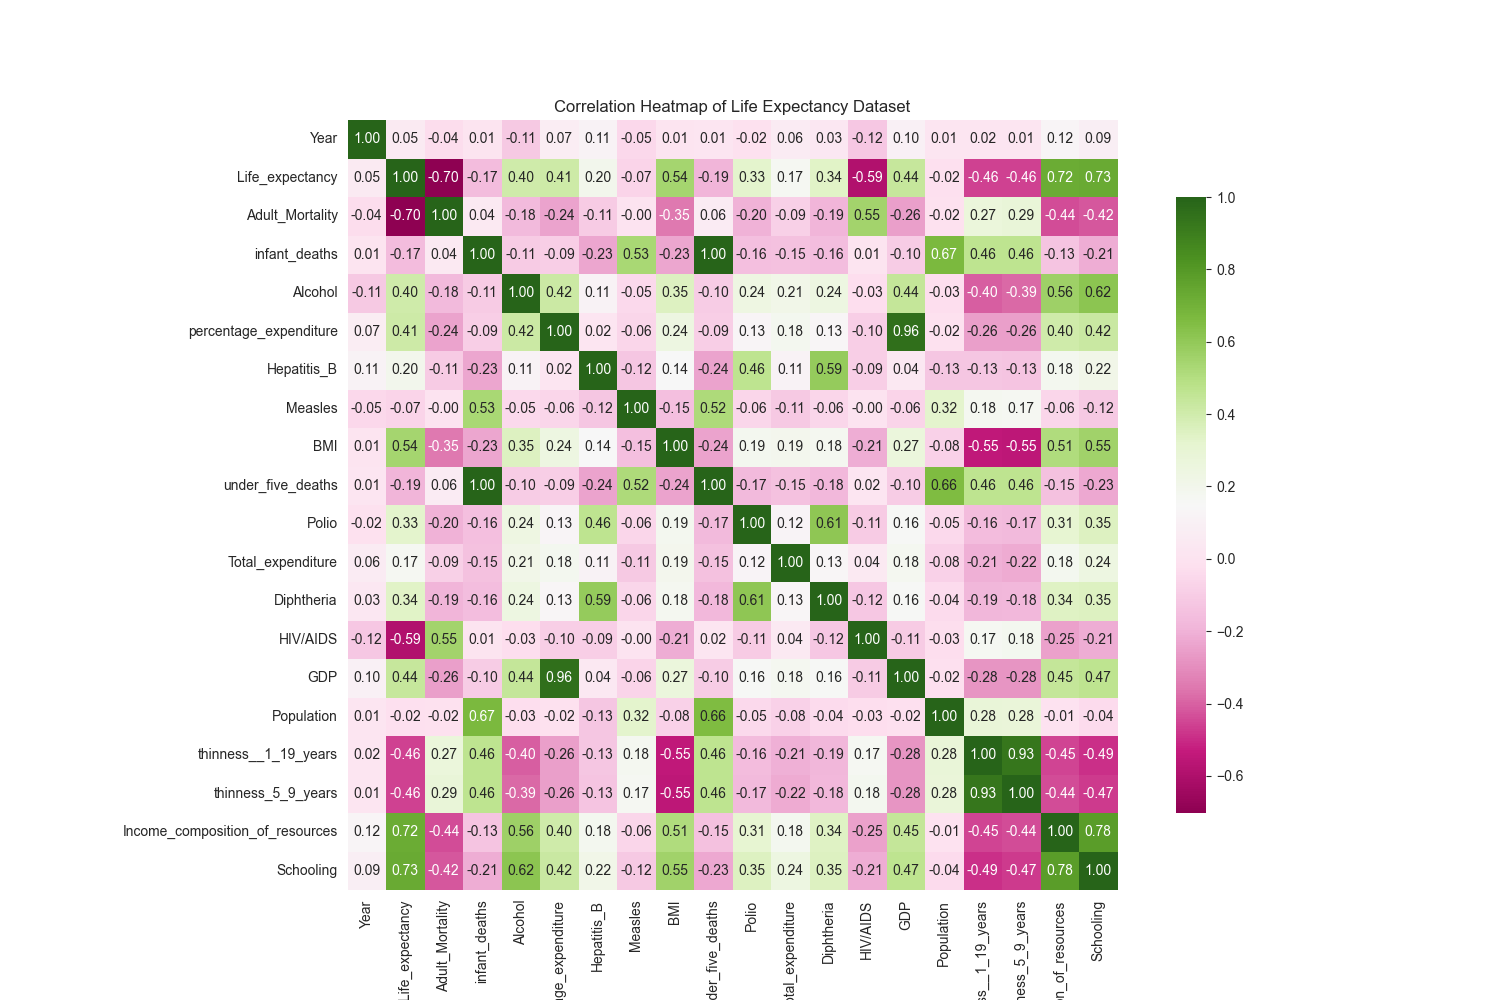 Correlation Heatmap of Life Expectancy Dataset
Year 1.00 0.05 -0.04 0.01 -0.11 0.07 0.11 -0.05 0.01 0.01 -0.02 0.06 0.03 -0.12 0.10 0.01 0.02 0.01 0.12 0.09
Life_expectancy 0.05 1.00 -0.70 -0.17 0.40 0.41 0.20 -0.07 0.54 -0.19 0.33 0.17 0.34 -0.59 0.44 -0.02 -0.46 -0.46 0.72 0.73
Adult_Mortality -0.04 -0.70 1.00 0.04 -0.18 -0.24 -0.11 -0.00 -0.35 0.06 -0.20 -0.09 -0.19 0.55 -0.26 -0.02 0.27 0.29 -0.44 -0.42
infant_deaths 0.01 -0.17 0.04 1.00 -0.11 -0.09 -0.23 0.53 -0.23 1.00 -0.16 -0.15 -0.16 0.01 -0.10 0.67 0.46 0.46 -0.13 -0.21
Alcohol -0.11 0.40 -0.18 -0.11 1.00 0.42 0.11 -0.05 0.35 -0.10 0.24 0.21 0.24 -0.03 0.44 -0.03 -0.40 -0.39 0.56 0.62
percentage_expenditure 0.07 0.41 -0.24 -0.09 0.42 1.00 0.02 -0.06 0.24 -0.09 0.13 0.18 0.13 -0.10 0.96 -0.02 -0.26 -0.26 0.40 0.42
Hepatitis_B 0.11 0.20 -0.11 -0.23 0.11 0.02 1.00 -0.12 0.14 -0.24 0.46 0.11 0.59 -0.09 0.04 -0.13 -0.13 -0.13 0.18 0.22
Measles -0.05 -0.07 -0.00 0.53 -0.05 -0.06 -0.12 1.00 -0.15 0.52 -0.06 -0.11 -0.06 -0.00 -0.06 0.32 0.18 0.17 -0.06 -0.12
BMI 0.01 0.54 -0.35 -0.23 0.35 0.24 0.14 -0.15 1.00 -0.24 0.19 0.19 0.18 -0.21 0.27 -0.08 -0.55 -0.55 0.51 0.55
under_five_deaths 0.01 -0.19 0.06 1.00 -0.10 -0.09 -0.24 0.52 -0.24 1.00 -0.17 -0.15 -0.18 0.02 -0.10 0.66 0.46 0.46 -0.15 -0.23
Polio -0.02 0.33 -0.20 -0.16 0.24 0.13 0.46 -0.06 0.19 -0.17 1.00 0.12 0.61 -0.11 0.16 -0.05 -0.16 -0.17 0.31 0.35
Total_expenditure 0.06 0.17 -0.09 -0.15 0.21 0.18 0.11 -0.11 0.19 -0.15 0.12 1.00 0.13 0.04 0.18 -0.08 -0.21 -0.22 0.18 0.24
Diphtheria 0.03 0.34 -0.19 -0.16 0.24 0.13 0.59 -0.06 0.18 -0.18 0.61 0.13 1.00 -0.12 0.16 -0.04 -0.19 -0.18 0.34 0.35
HIV/AIDS -0.12 -0.59 0.55 0.01 -0.03 -0.10 -0.09 -0.00 -0.21 0.02 -0.11 0.04 -0.12 1.00 -0.11 -0.03 0.17 0.18 -0.25 -0.21
GDP 0.10 0.44 -0.26 -0.10 0.44 0.96 0.04 -0.06 0.27 -0.10 0.16 0.18 0.16 -0.11 1.00 -0.02 -0.28 -0.28 0.45 0.47
Population 0.01 -0.02 -0.02 0.67 -0.03 -0.02 -0.13 0.32 -0.08 0.66 -0.05 -0.08 -0.04 -0.03 -0.02 1.00 0.28 0.28 -0.01 -0.04
thinness__1_19_years 0.02 -0.46 0.27 0.46 -0.40 -0.26 -0.13 0.18 -0.55 0.46 -0.16 -0.21 -0.19 0.17 -0.28 0.28 1.00 0.93 -0.45 -0.49
thinness_5_9_years 0.01 -0.46 0.29 0.46 -0.39 -0.26 -0.13 0.17 -0.55 0.46 -0.17 -0.22 -0.18 0.18 -0.28 0.28 0.93 1.00 -0.44 -0.47
Income_composition_of_resources 0.12 0.72 -0.44 -0.13 0.56 0.40 0.18 -0.06 0.51 -0.15 0.31 0.18 0.34 -0.25 0.45 -0.01 -0.45 -0.44 1.00 0.78
Schooling 0.09 0.73 -0.42 -0.21 0.62 0.42 0.22 -0.12 0.55 -0.23 0.35 0.24 0.35 -0.21 0.47 -0.04 -0.49 -0.47 0.78 1.00
Year
Life_expectancy
Adult_Mortality
infant_deaths
Alcohol
ge_expenditure
Hepatitis_B
Measles
BMI
der_five_deaths
Polio
otal_expenditure
Diphtheria
HIV/AIDS
GDP
Population
ss__1_19_years
ness_5_9_years
on_of_resources
Schooling
1.0
0.8
0.6
0.4
0.2
0.0
−0.2
−0.4
−0.6